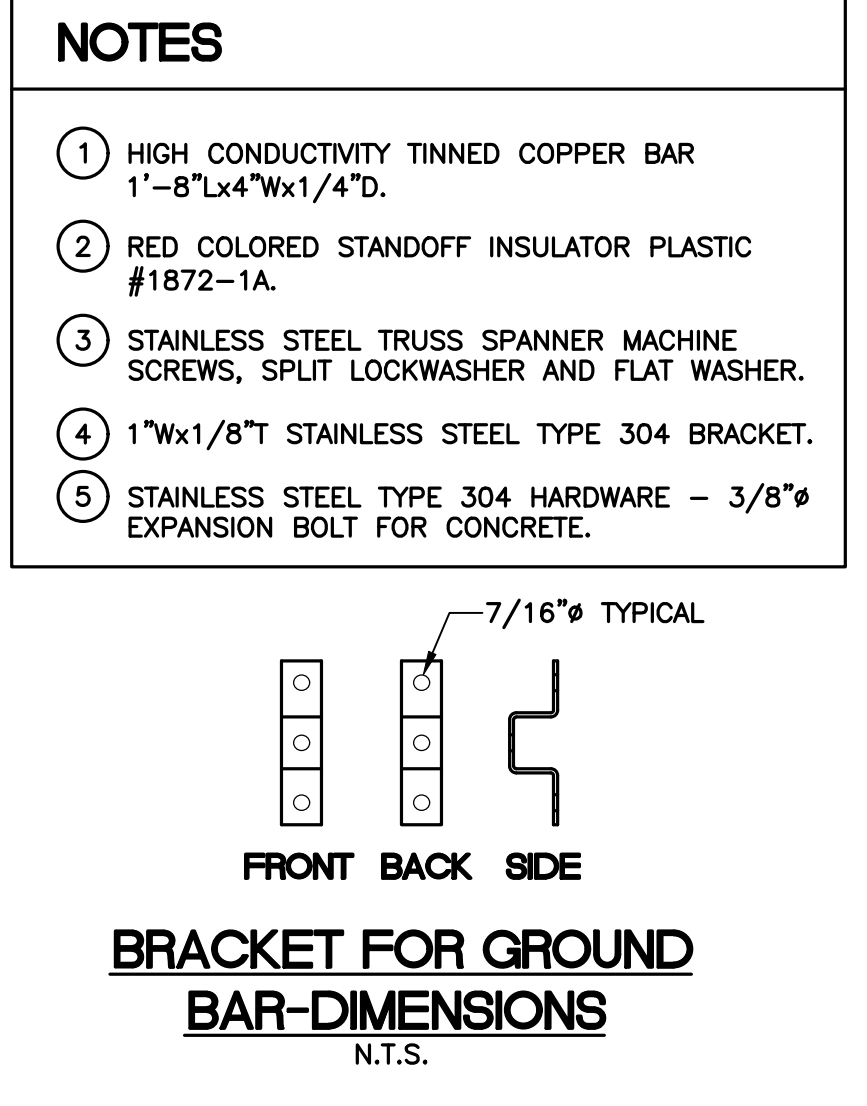 NOTES
1 HIGH CONDUCTIVITY TINNED COPPER BAR
1'-8"Lx4"Wx1/4"D.
2 RED COLORED STANDOFF INSULATOR PLASTIC
#1872-1A.
3 STAINLESS STEEL TRUSS SPANNER MACHINE
SCREWS, SPLIT LOCKWASHER AND FLAT WASHER.
4 1"Wx1/8"T STAINLESS STEEL TYPE 304 BRACKET.
5 STAINLESS STEEL TYPE 304 HARDWARE - 3/8"ø
EXPANSION BOLT FOR CONCRETE.
7/16"ø TYPICAL
FRONT BACK SIDE
BRACKET FOR GROUND
BAR-DIMENSIONS
N.T.S.